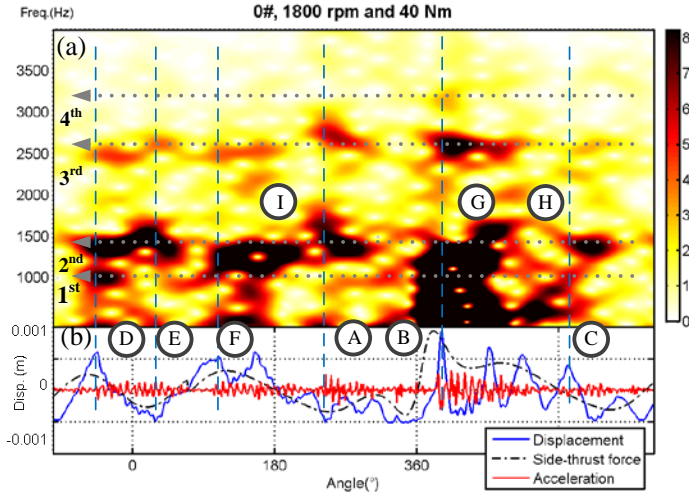 Freq.(Hz)
0#, 1800 rpm and 40 Nm
(a)
3500
3000
2500
2000
1500
1000
4th
3rd
2nd
1st
I
G
H
8
7
6
5
4
3
2
1
0
(b)
D
E
F
A
B
C
0.001
0
-0.001
Disp. (m)
0
180
360
Angle(°)
Displacement
Side-thrust force
Acceleration